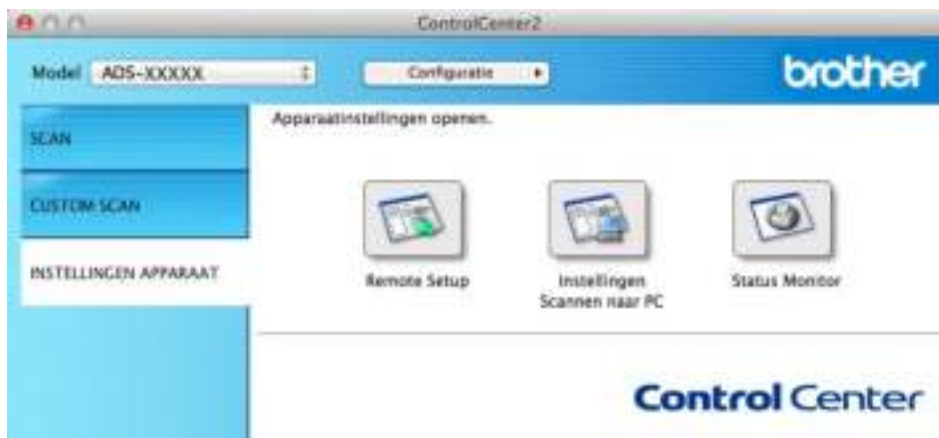 ControlCenter2
Model ADS-XXXXX Configuratie
brother
SCAN
CUSTOM SCAN
INSTELLINGEN APPARAAT
Apparaatinstellingen openen.
Remote Setup
Instellingen
Scannen naar PC
Status Monitor
Control Center